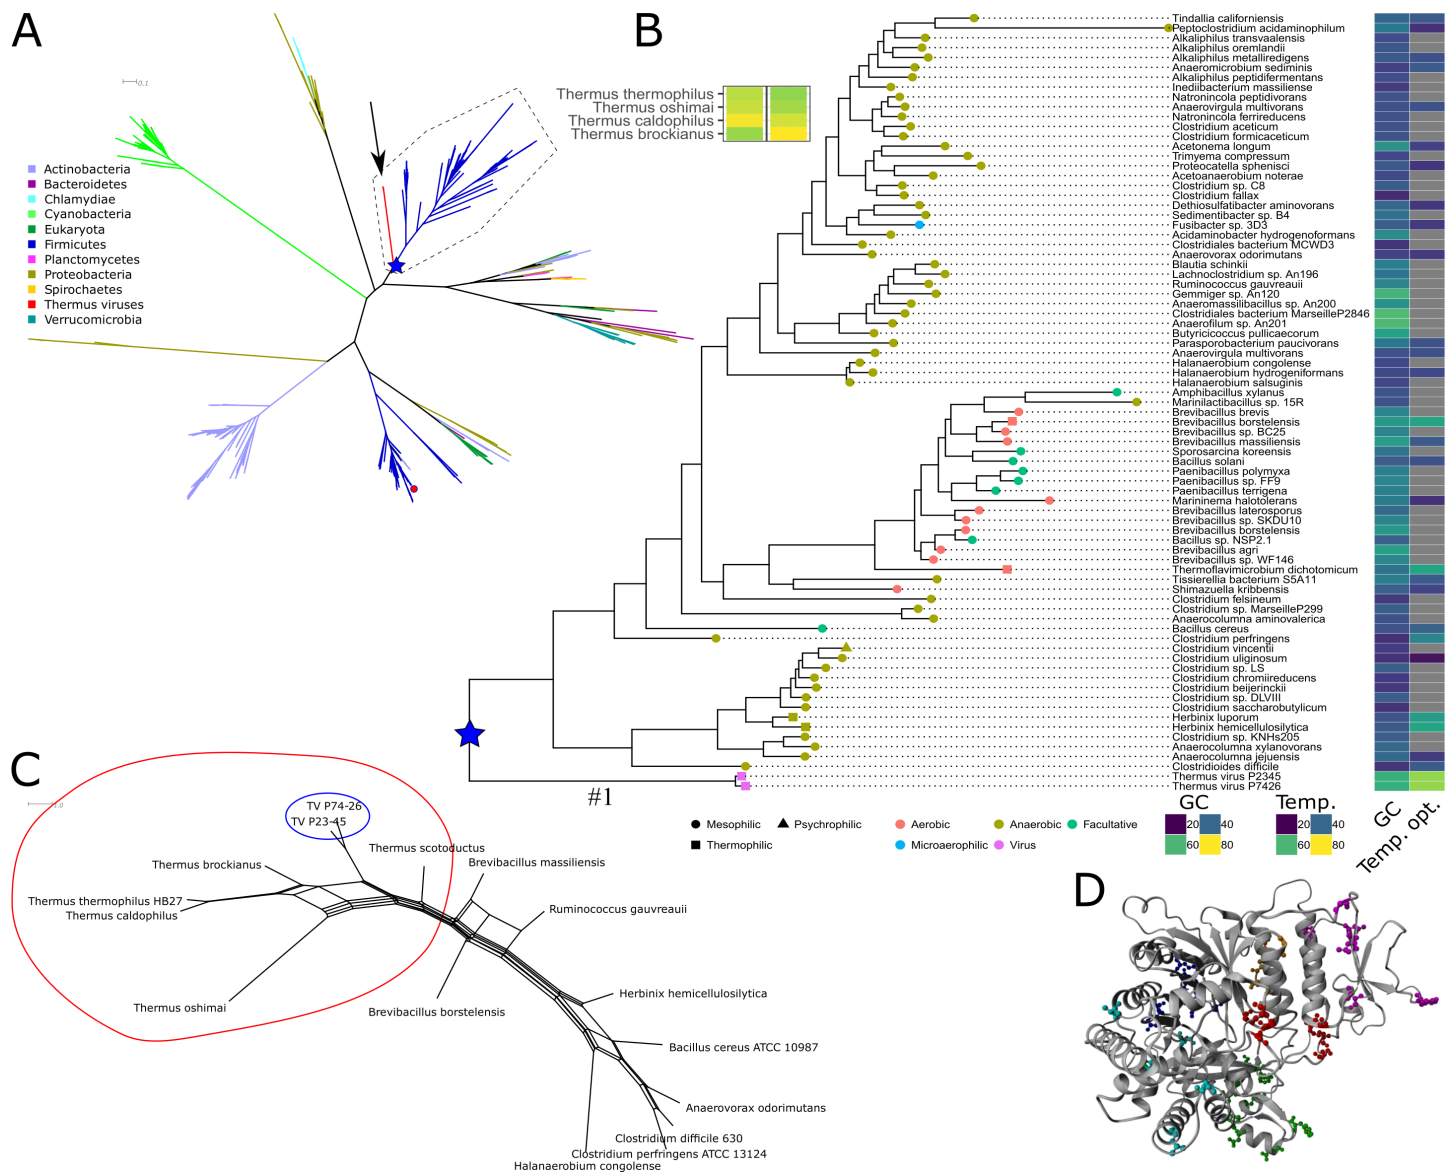 A
0.1
Actinobacteria
Bacteroidetes
Chlamydiae
Cyanobacteria
Eukaryota
Firmicutes
Planctomycetes
Proteobacteria
Spirochaetes
Thermus viruses
Verrucomicrobia
B
Thermus thermophilus
Thermus oshimai
Thermus caldophilus
Thermus brockianus
Tindallia californiensis
Peptoclostridium acidaminophilum
Alkaliphilus transvaalensis
Alkaliphilus oremlandii
Alkaliphilus metalliredigens
Anaeromicrobium sediminis
Alkaliphilus peptidifermentans
Inediibacterium massiliense
Natronincola peptidivorans
Anaerovirgula multivorans
Natronincola ferrireducens
Clostridium aceticum
Clostridium formicaceticum
Acetonema longum
Trimyema compressum
Proteocatella sphenisci
Acetoanaerobium noterae
Clostridium sp. C8
Clostridium fallax
Dethiosulfatibacter aminovorans
Sedimentibacter sp. B4
Fusibacter sp. 3D3
Acidaminobacter hydrogenoformans
Clostridiales bacterium MCWD3
Anaerovorax odorimutans
Blautia schinkii
Lachnoclostridium sp. An196
Ruminococcus gauvreauii
Gemmiger sp. An120
Anaeromassilibacillus sp. An200
Clostridiales bacterium MarseilleP2846
Anaerofilum sp. An201
Butyricicoccus pullicaecorum
Parasporobacterium paucivorans
Anaerovirgula multivorans
Halanaerobium congolense
Halanaerobium hydrogeniformans
Halanaerobium salsuginis
Amphibacillus xylanus
Marinilactibacillus sp. 15R
Brevibacillus brevis
Brevibacillus borstelensis
Brevibacillus sp. BC25
Brevibacillus massiliensis
Sporosarcina koreensis
Bacillus solani
Paenibacillus polymyxa
Paenibacillus sp. FF9
Paenibacillus terrigena
Marininema halotolerans
Brevibacillus laterosporus
Brevibacillus sp. SKDU10
Brevibacillus borstelensis
Bacillus sp. NSP2.1
Brevibacillus agri
Brevibacillus sp. WF146
Thermoflavimicrobium dichotomicum
Tissierellia bacterium S5A11
Shimazuella kribbensis
Clostridium felsineum
Clostridium sp. MarseilleP299
Anaerocolumna aminovalerica
Bacillus cereus
Clostridium perfringens
Clostridium vincentii
Clostridium uliginosum
Clostridium sp. LS
Clostridium chromiireducens
Clostridium beijerinckii
Clostridium sp. DLVIII
Clostridium saccharobutylicum
Herbinix luporum
Herbinix hemicellulosilytica
Clostridium sp. KNHs205
Anaerocolumna xylanovorans
Anaerocolumna jejuensis
Clostridioides difficile
Thermus virus P2345
Thermus virus P7426
#1
GC
20 40
60 80
Temp.
20 40
60 80
GC
Temp. opt.
Mesophilic
Psychrophilic
Thermophilic
Aerobic
Anaerobic
Facultative
Microaerophilic
Virus
C
1.0
TV P74-26
TV P23-45
Thermus scotoductus
Brevibacillus massiliensis
Thermus brockianus
Thermus thermophilus HB27
Thermus caldophilus
Ruminococcus gauvreauii
Thermus oshimai
Brevibacillus borstelensis
Herbinix hemicellulosilytica
Bacillus cereus ATCC 10987
Anaerovorax odorimutans
Clostridium difficile 630
Clostridium perfringens ATCC 13124
Halanaerobium congolense
D